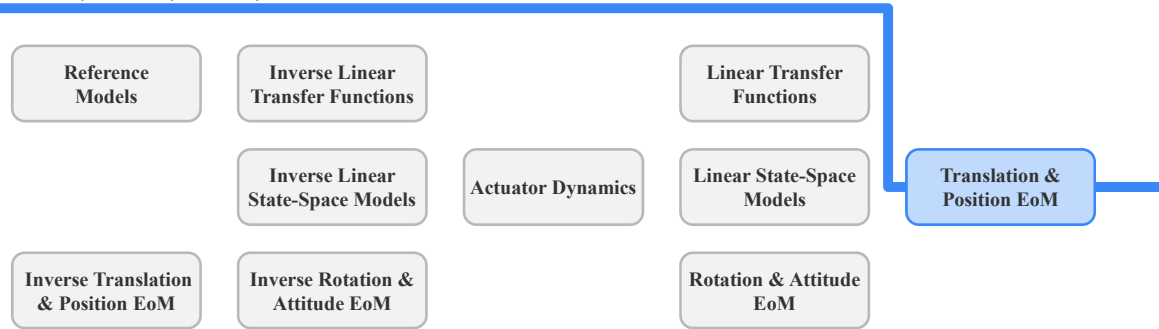 Reference
Models
Inverse Linear
Transfer Functions
Linear Transfer
Functions
Inverse Linear
State-Space Models
Actuator Dynamics
Linear State-Space
Models
Translation &
Position EoM
Inverse Translation
& Position EoM
Inverse Rotation &
Attitude EoM
Rotation & Attitude
EoM